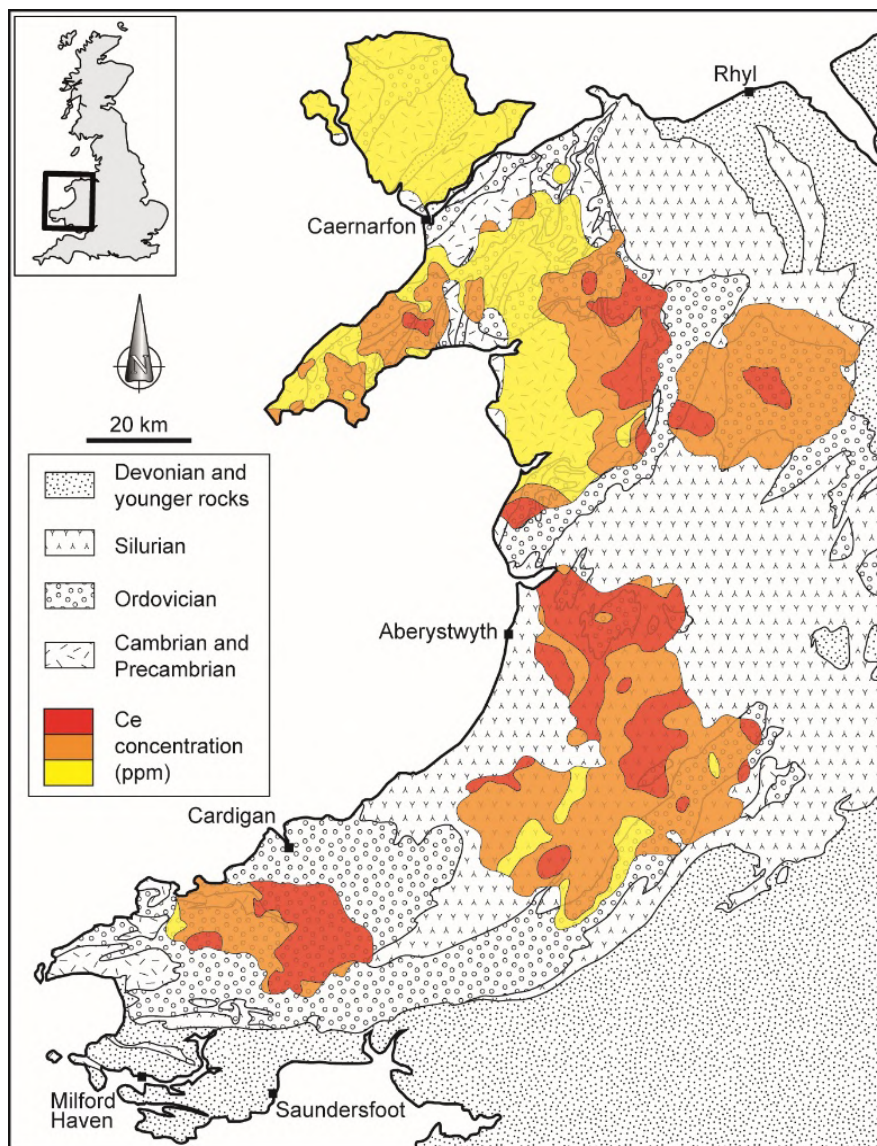 Rhyl
Caernarfon
N
20 km
Devonian and
younger rocks
Silurian
Ordovician
Cambrian and
Precambrian
Ce
concentration
(ppm)
Aberystwyth
Cardigan
Milford
Haven
Saundersfoot